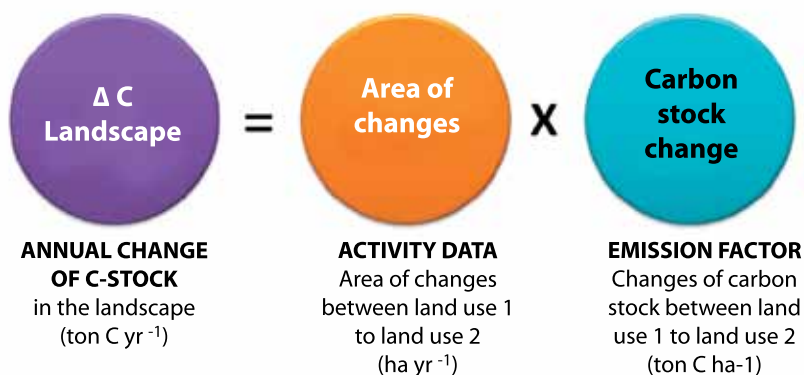 Δ C
Landscape
=
Area of
changes
X
Carbon
stock
change
ANNUAL CHANGE
OF C-STOCK
in the landscape
(ton C yr -1)
ACTIVITY DATA
Area of changes
between land use 1
to land use 2
(ha yr -1)
EMISSION FACTOR
Changes of carbon
stock between land
use 1 to land use 2
(ton C ha-1)